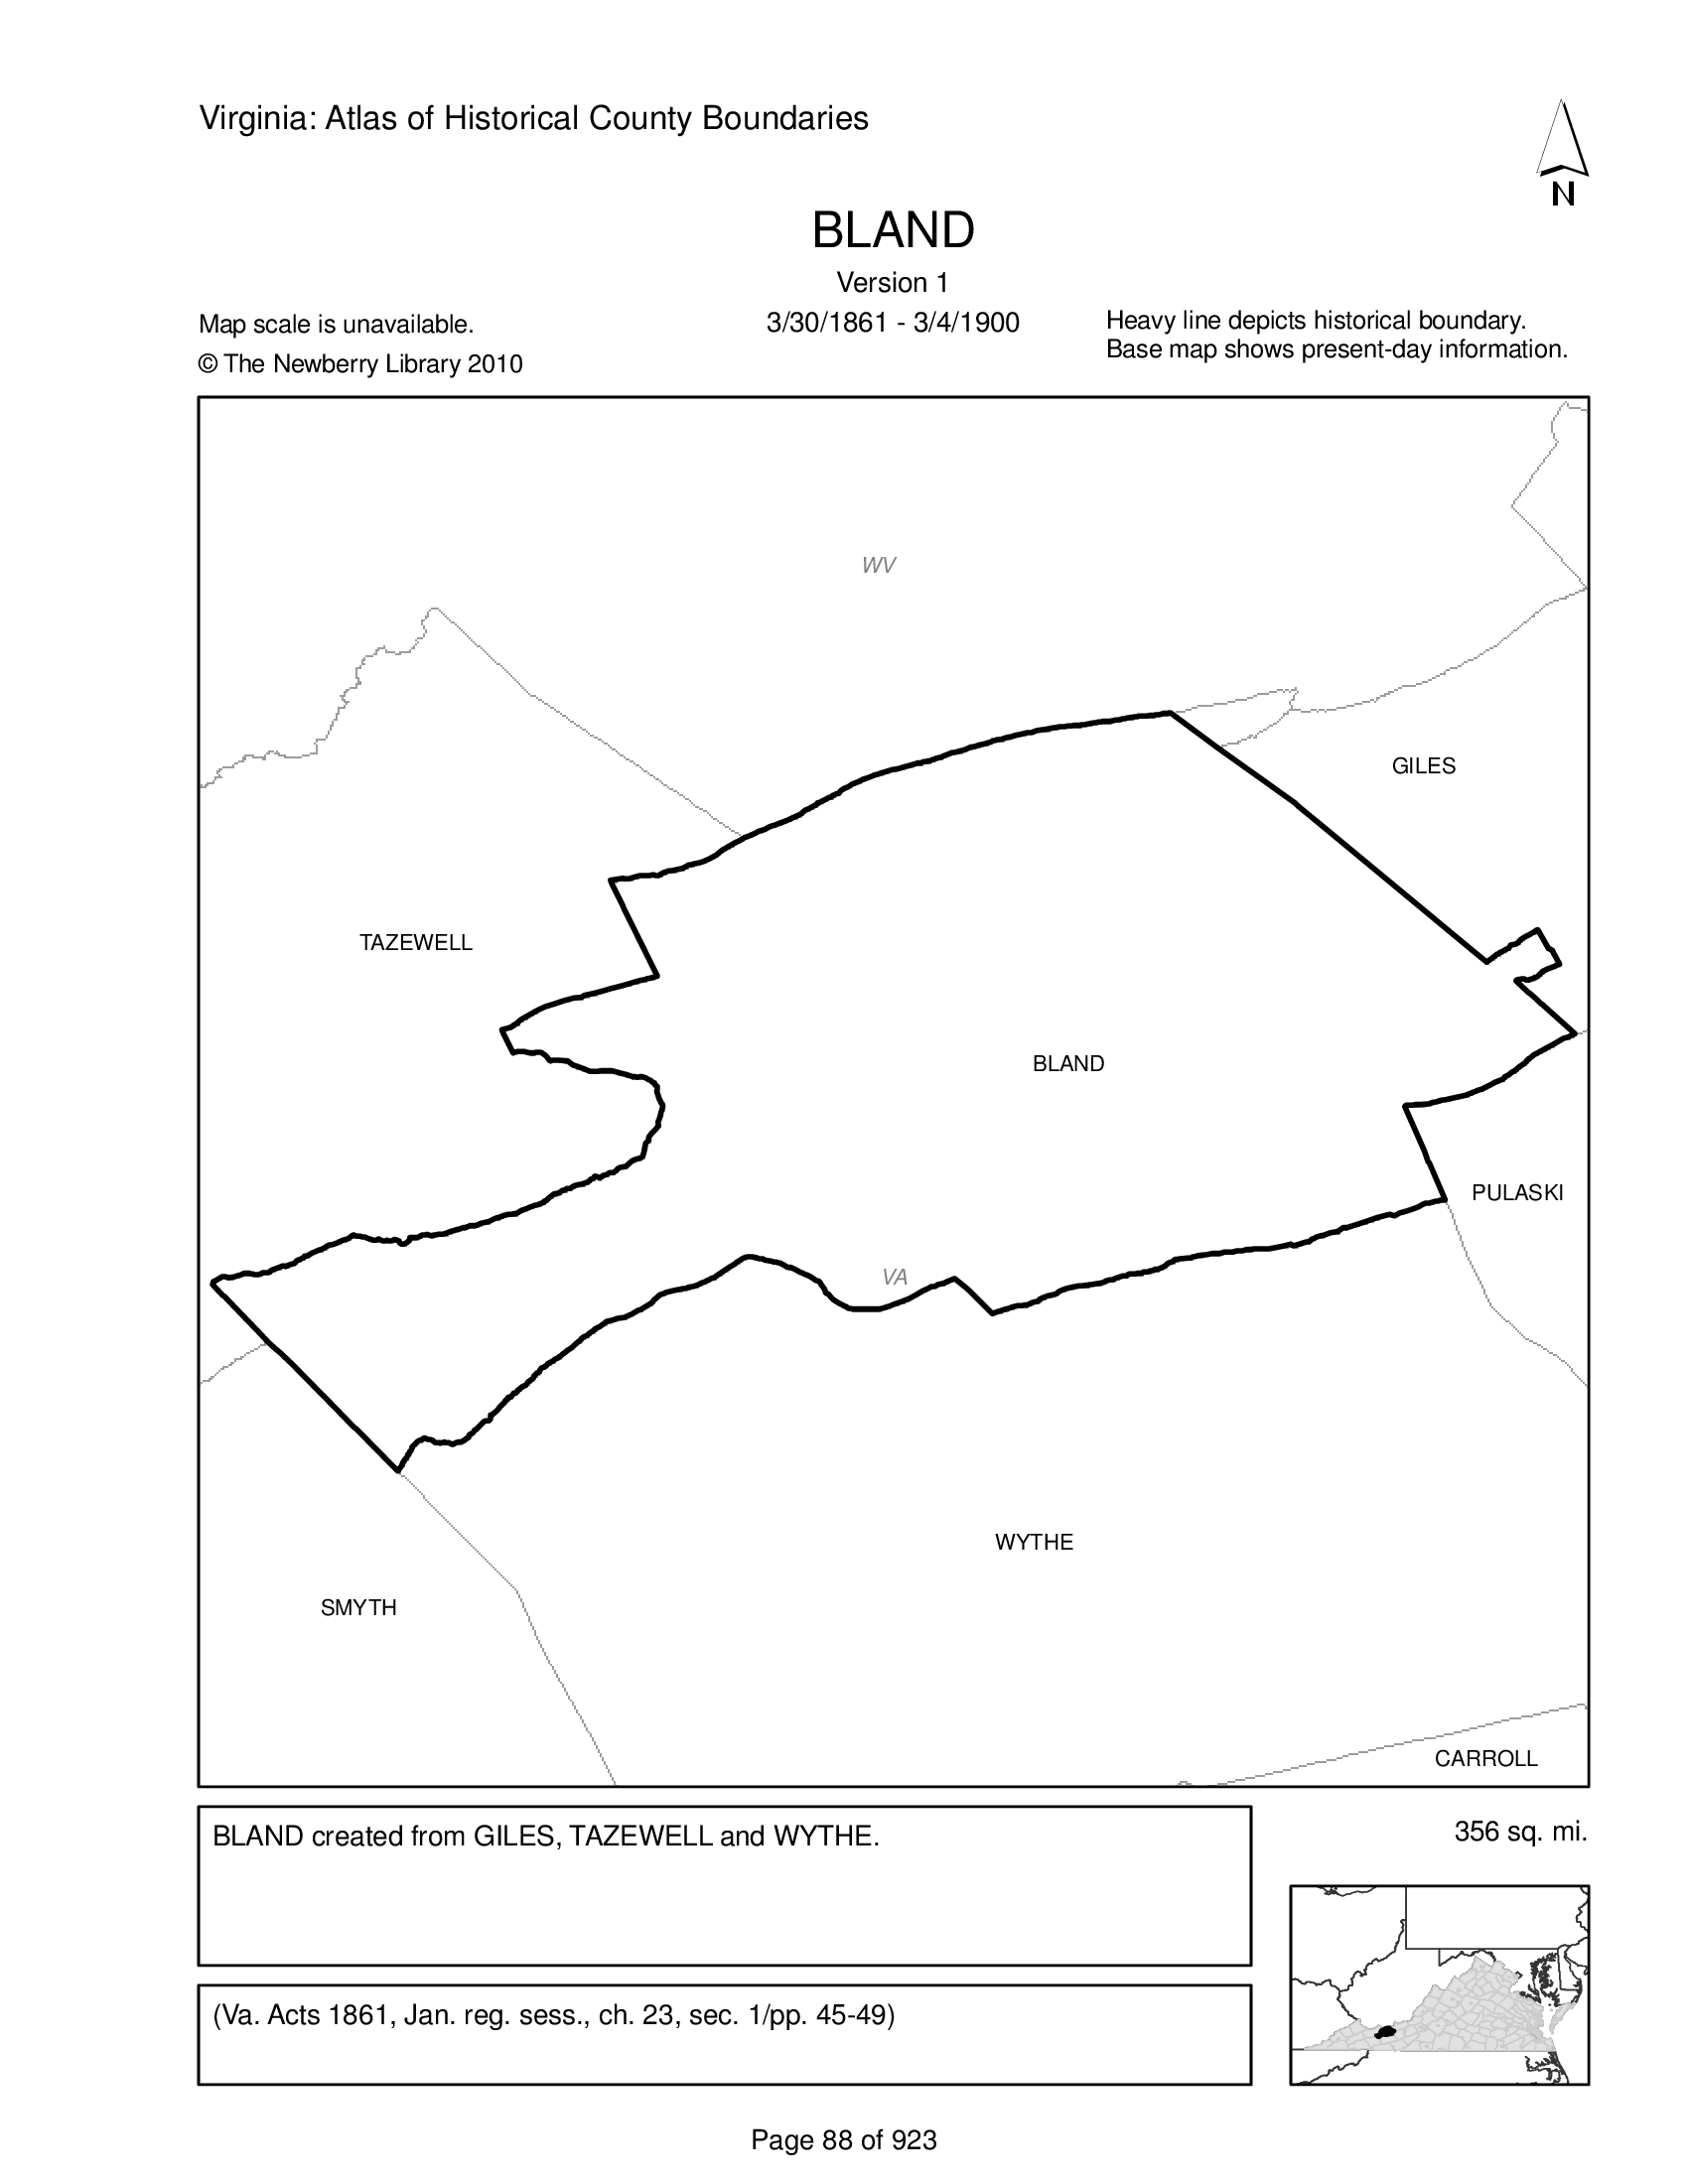 Virginia: Atlas of Historical County Boundaries
N
BLAND
Version 1
3/30/1861 - 3/4/1900
Map scale is unavailable.
© The Newberry Library 2010
Heavy line depicts historical boundary.
Base map shows present-day information.
WV
GILES
TAZEWELL
BLAND
PULASKI
VA
WYTHE
SMYTH
CARROLL
BLAND created from GILES, TAZEWELL and WYTHE.
356 sq. mi.
(Va. Acts 1861, Jan. reg. sess., ch. 23, sec. 1/pp. 45-49)
Page 88 of 923